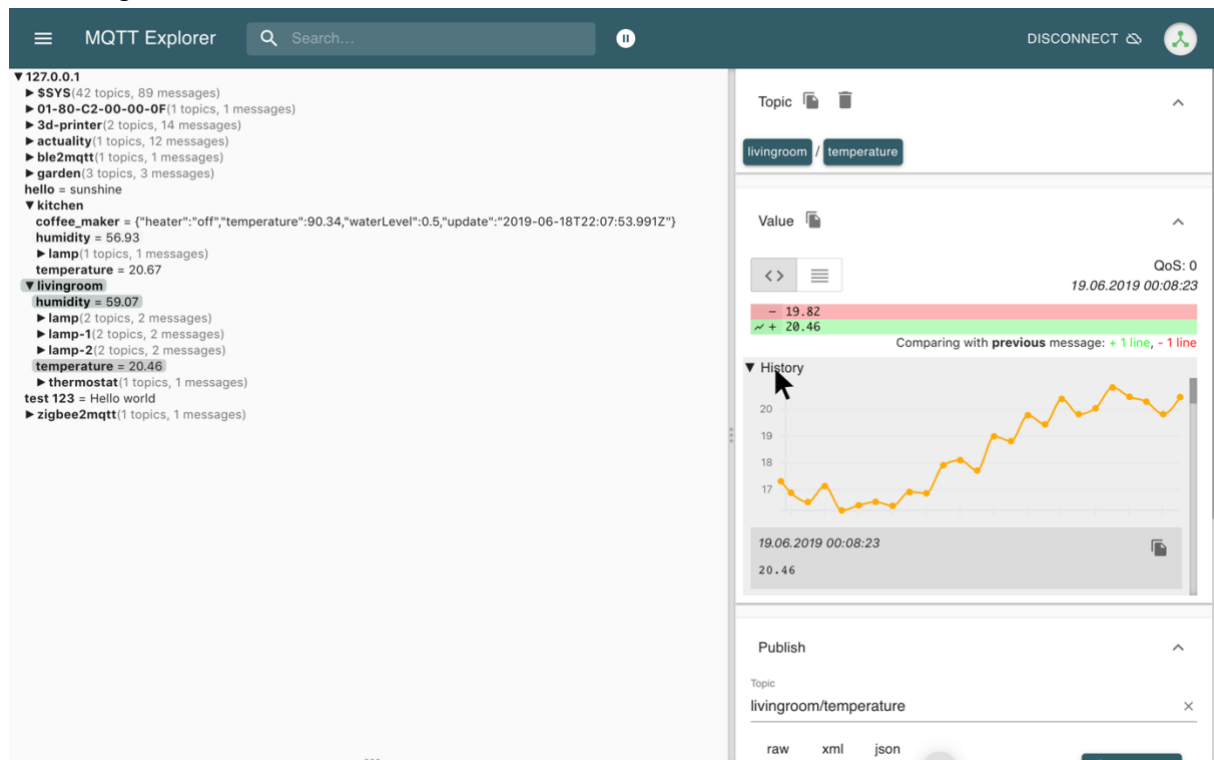 MQTT Explorer
Search...
DISCONNECT
▼ 127.0.0.1
▶ $SYS(42 topics, 89 messages)
▶ 01-80-C2-00-00-0F(1 topics, 1 messages)
▶ 3d-printer(2 topics, 14 messages)
▶ actuality(1 topics, 12 messages)
▶ ble2mqtt(1 topics, 1 messages)
▶ garden(3 topics, 3 messages)
hello = sunshine
▼ kitchen
coffee_maker = {"heater":"off","temperature":90.34,"waterLevel":0.5,"update":"2019-06-18T22:07:53.991Z"}
humidity = 56.93
▶ lamp(1 topics, 1 messages)
temperature = 20.67
▼ livingroom
humidity = 59.07
▶ lamp(2 topics, 2 messages)
▶ lamp-1(2 topics, 2 messages)
▶ lamp-2(2 topics, 2 messages)
temperature = 20.46
▶ thermostat(1 topics, 1 messages)
test 123 = Hello world
▶ zigbee2mqtt(1 topics, 1 messages)
Topic
livingroom / temperature
Value
QoS: 0
19.06.2019 00:08:23
- 19.82
+ 20.46
Comparing with previous message: + 1 line, - 1 line
▼ History
20
19
18
17
19.06.2019 00:08:23
20.46
Publish
Topic
livingroom/temperature
raw xml json